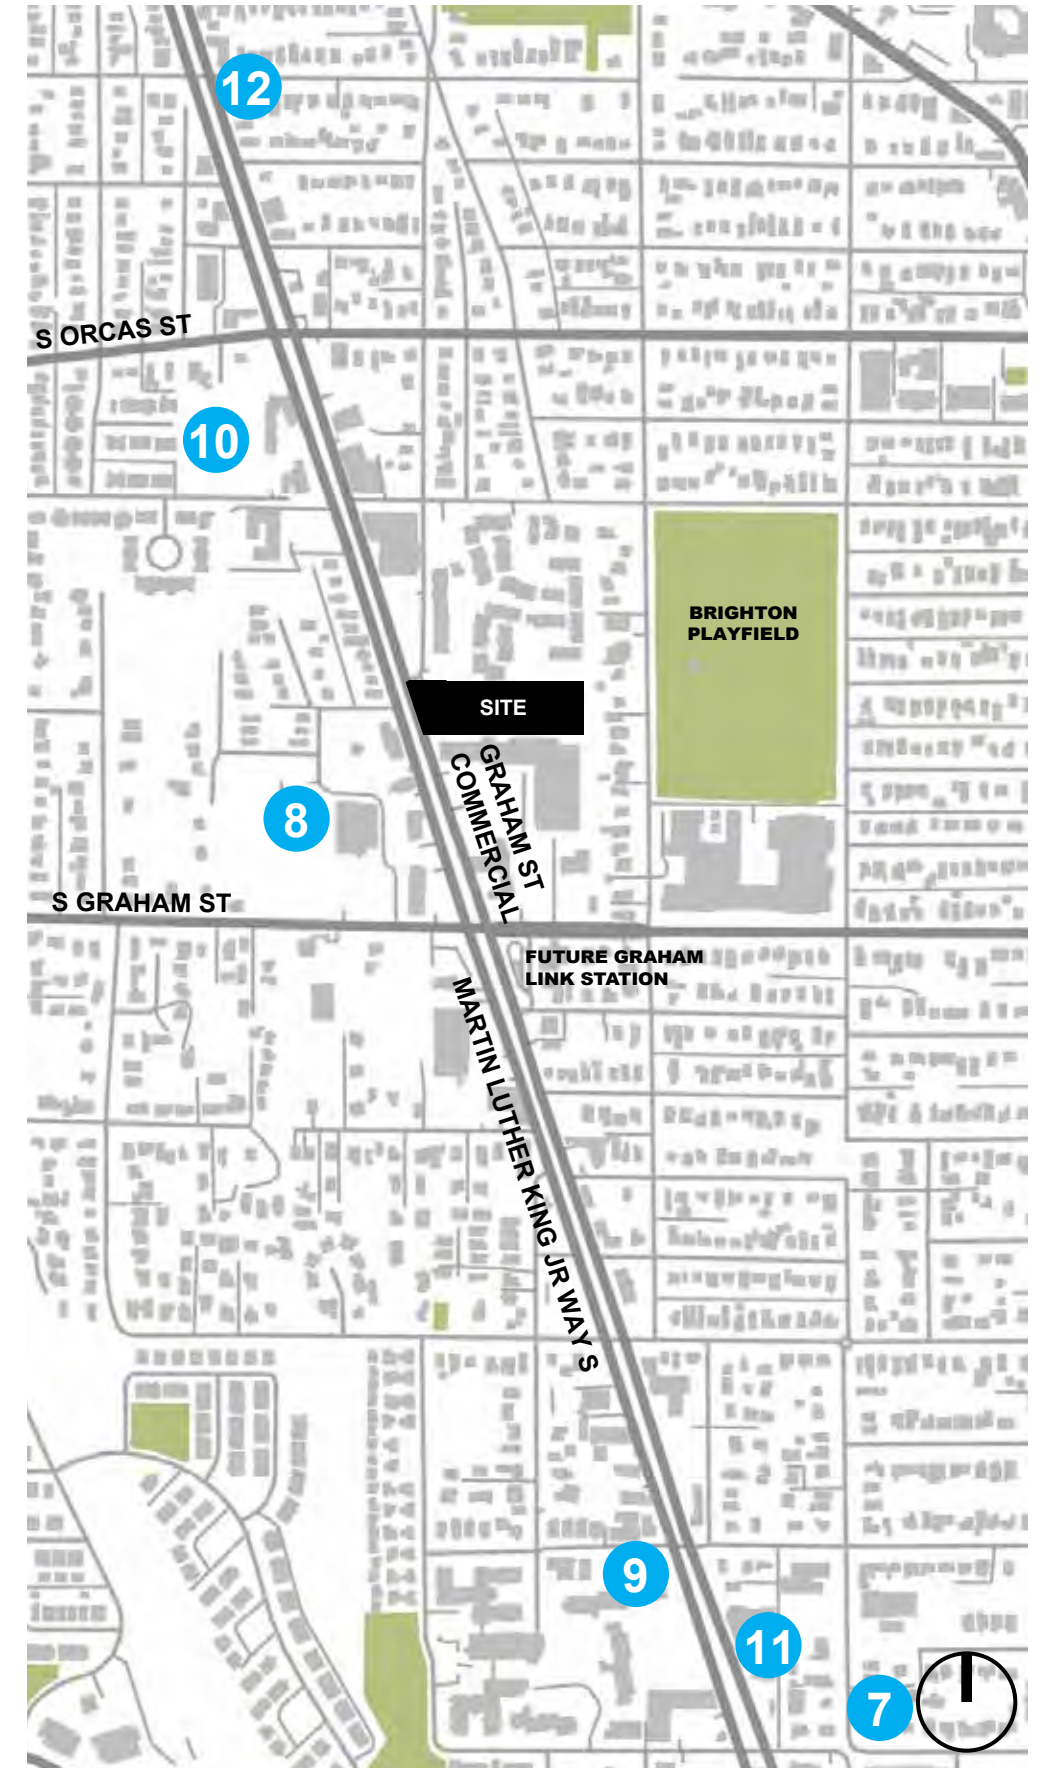 12
S ORCAS ST
10
BRIGHTON
PLAYFIELD
SITE
GRAHAM ST
COMMERCIAL
8
S GRAHAM ST
FUTURE GRAHAM
LINK STATION
MARTIN LUTHER KING JR WAY S
9
11
7